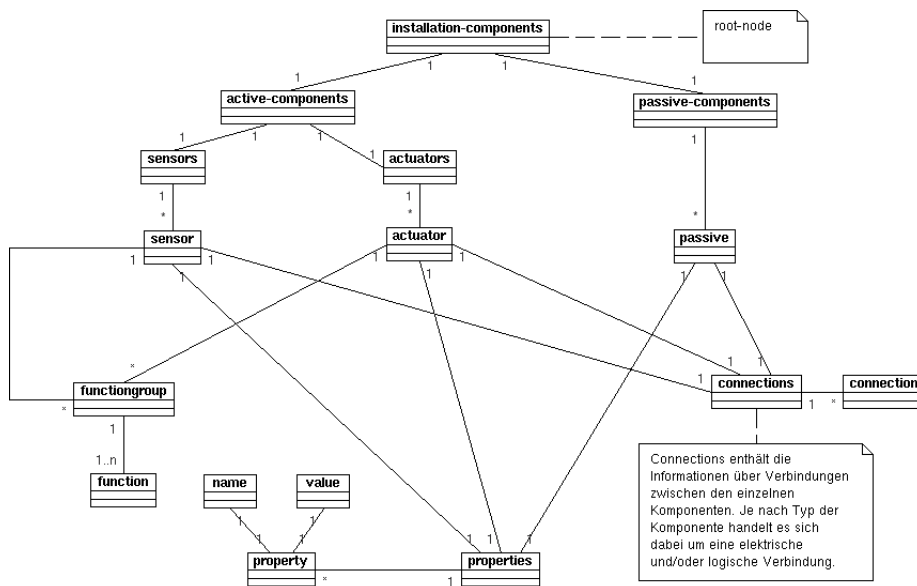 installation-components
root-node
1 1
1 1
active-components
passive-components
1 1 1
1 1
sensors
actuators
1 1
* * *
sensor
actuator
passive
1 1 1 1 1 1 1 1
* 1 1 1
functiongroup
connections
connection
* 1 *
1
1..n
function
name
value
Connections enthält die
Informationen über Verbindungen
zwischen den einzelnen
Komponenten. Je nach Typ der
Komponente handelt es sich
dabei um eine elektrische
und/oder logische Verbindung.
1 1
1 1 1 1 1
property
properties
* 1